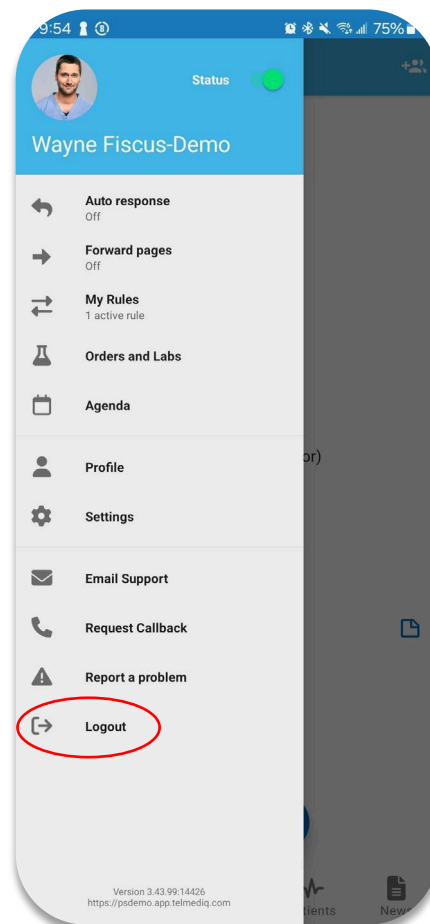 9:54
75%
Status
Wayne Fiscus-Demo
Auto response
Off
Forward pages
Off
My Rules
1 active rule
Orders and Labs
Agenda
or)
Profile
Settings
Email Support
Request Callback
Report a problem
Logout
Version 3.43.99:14426
https://psdemo.app.telmediq.com
tients
News